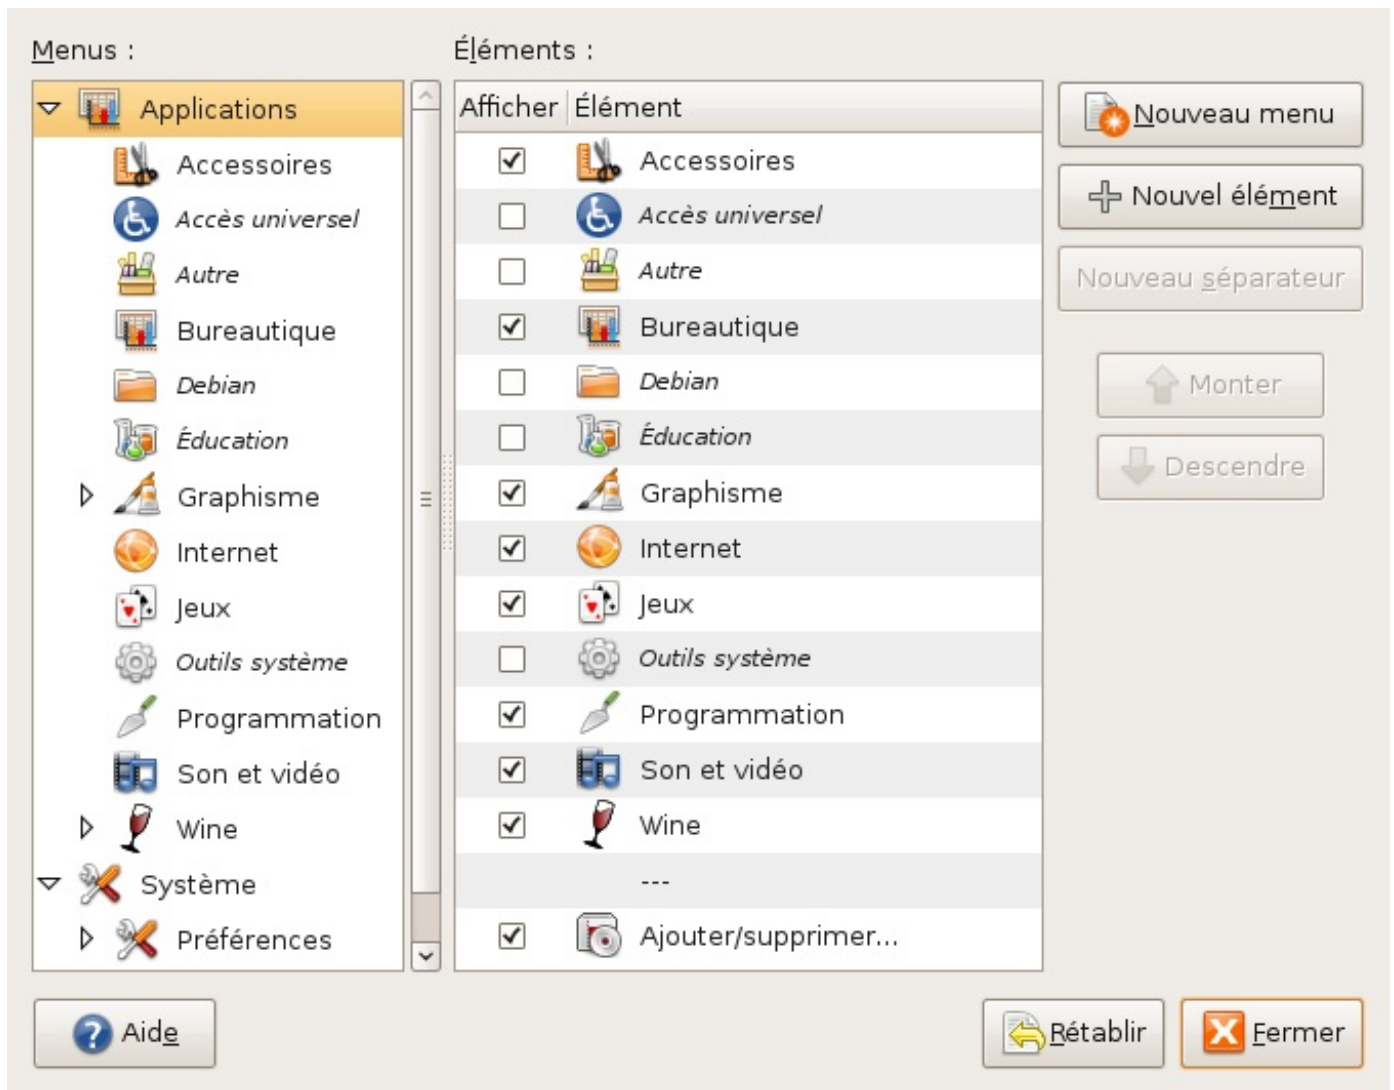 Menus :
Applications
Accessoires
Accès universel
Autre
Bureautique
Debian
Éducation
Graphisme
Internet
Jeux
Outils système
Programmation
Son et vidéo
Wine
Système
Préférences
Éléments :
Afficher Élément
Accessoires
Accès universel
Autre
Bureautique
Debian
Éducation
Graphisme
Internet
Jeux
Outils système
Programmation
Son et vidéo
Wine
---
Ajouter/supprimer...
Nouveau menu
Nouvel élément
Nouveau séparateur
Monter
Descendre
Aide
Rétablir
Fermer